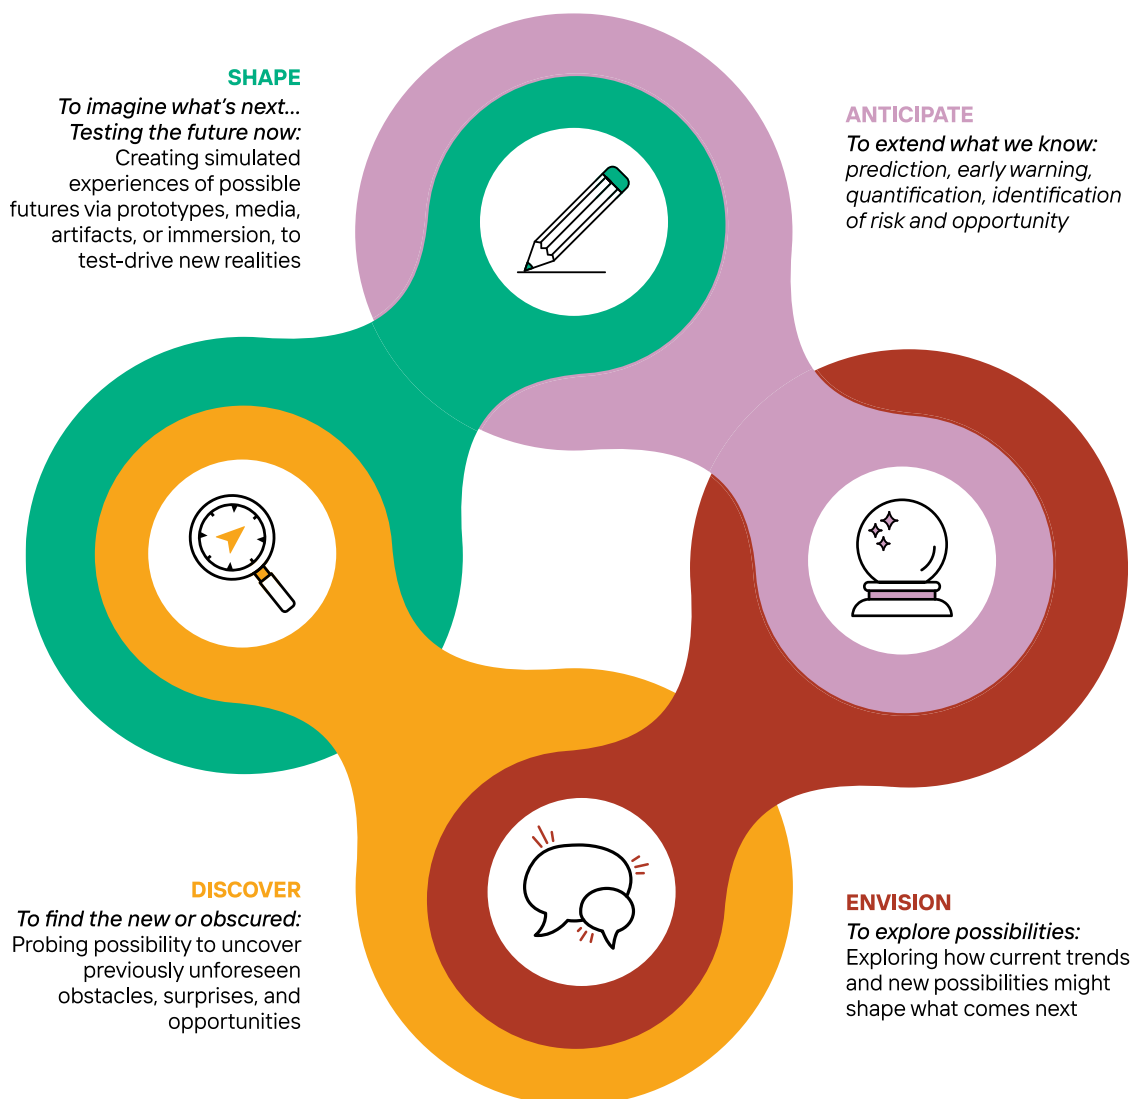 SHAPE
To imagine what's next...
Testing the future now:
Creating simulated
experiences of possible
futures via prototypes, media,
artifacts, or immersion, to
test-drive new realities
ANTICIPATE
To extend what we know:
prediction, early warning,
quantification, identification
of risk and opportunity
DISCOVER
To find the new or obscured:
Probing possibility to uncover
previously unforeseen
obstacles, surprises, and
opportunities
ENVISION
To explore possibilities:
Exploring how current trends
and new possibilities might
shape what comes next